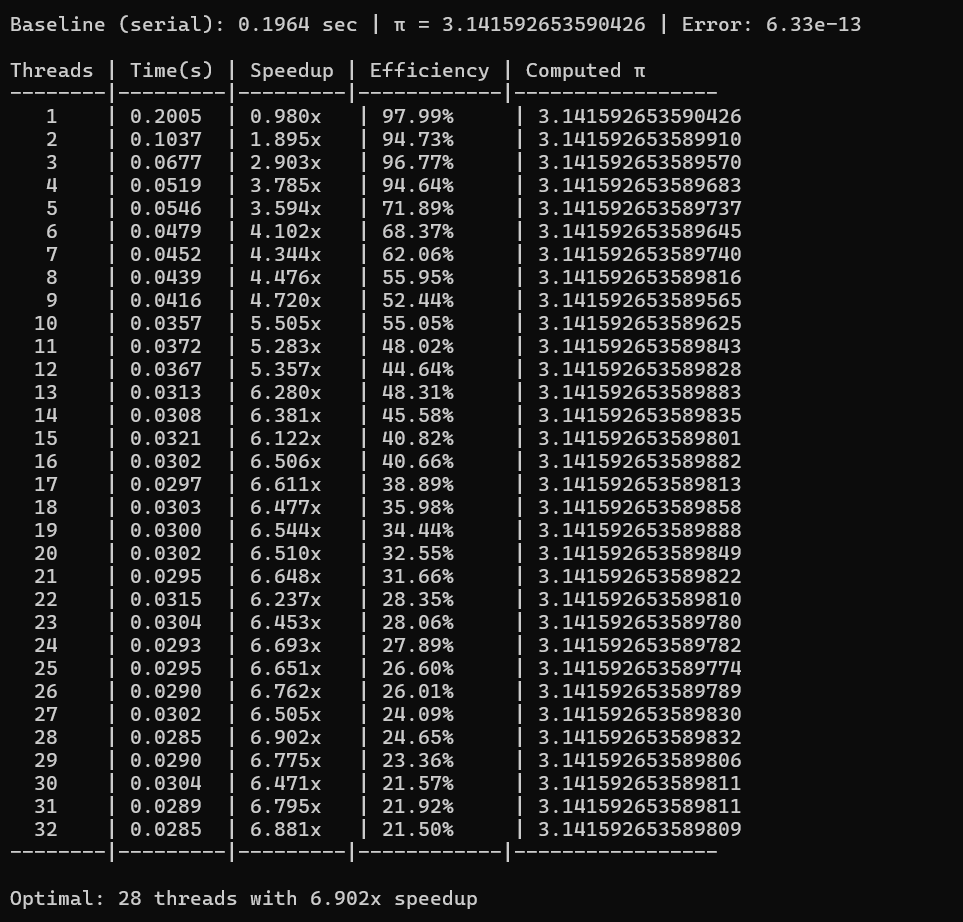 Baseline (serial): 0.1964 sec | π = 3.141592653590426 | Error: 6.33e-13
Threads | Time(s) | Speedup | Efficiency | Computed π
--------|---------|---------|------------|-----------------
   1    | 0.2005  | 0.980x   | 97.99%     | 3.141592653590426
   2    | 0.1037  | 1.895x   | 94.73%     | 3.141592653589910
   3    | 0.0677  | 2.903x   | 96.77%     | 3.141592653589570
   4    | 0.0519  | 3.785x   | 94.64%     | 3.141592653589683
   5    | 0.0546  | 3.594x   | 71.89%     | 3.141592653589737
   6    | 0.0479  | 4.102x   | 68.37%     | 3.141592653589645
   7    | 0.0452  | 4.344x   | 62.06%     | 3.141592653589740
   8    | 0.0439  | 4.476x   | 55.95%     | 3.141592653589816
   9    | 0.0416  | 4.720x   | 52.44%     | 3.141592653589565
  10    | 0.0357  | 5.505x   | 55.05%     | 3.141592653589625
  11    | 0.0372  | 5.283x   | 48.02%     | 3.141592653589843
  12    | 0.0367  | 5.357x   | 44.64%     | 3.141592653589828
  13    | 0.0313  | 6.280x   | 48.31%     | 3.141592653589883
  14    | 0.0308  | 6.381x   | 45.58%     | 3.141592653589835
  15    | 0.0321  | 6.122x   | 40.82%     | 3.141592653589801
  16    | 0.0302  | 6.506x   | 40.66%     | 3.141592653589882
  17    | 0.0297  | 6.611x   | 38.89%     | 3.141592653589813
  18    | 0.0303  | 6.477x   | 35.98%     | 3.141592653589858
  19    | 0.0300  | 6.544x   | 34.44%     | 3.141592653589888
  20    | 0.0302  | 6.510x   | 32.55%     | 3.141592653589849
  21    | 0.0295  | 6.648x   | 31.66%     | 3.141592653589822
  22    | 0.0315  | 6.237x   | 28.35%     | 3.141592653589810
  23    | 0.0304  | 6.453x   | 28.06%     | 3.141592653589780
  24    | 0.0293  | 6.693x   | 27.89%     | 3.141592653589782
  25    | 0.0295  | 6.651x   | 26.60%     | 3.141592653589774
  26    | 0.0290  | 6.762x   | 26.01%     | 3.141592653589789
  27    | 0.0302  | 6.505x   | 24.09%     | 3.141592653589830
  28    | 0.0285  | 6.902x   | 24.65%     | 3.141592653589832
  29    | 0.0290  | 6.775x   | 23.36%     | 3.141592653589806
  30    | 0.0304  | 6.471x   | 21.57%     | 3.141592653589811
  31    | 0.0289  | 6.795x   | 21.92%     | 3.141592653589811
  32    | 0.0285  | 6.881x   | 21.50%     | 3.141592653589809
--------|---------|---------|------------|-----------------
Optimal: 28 threads with 6.902x speedup